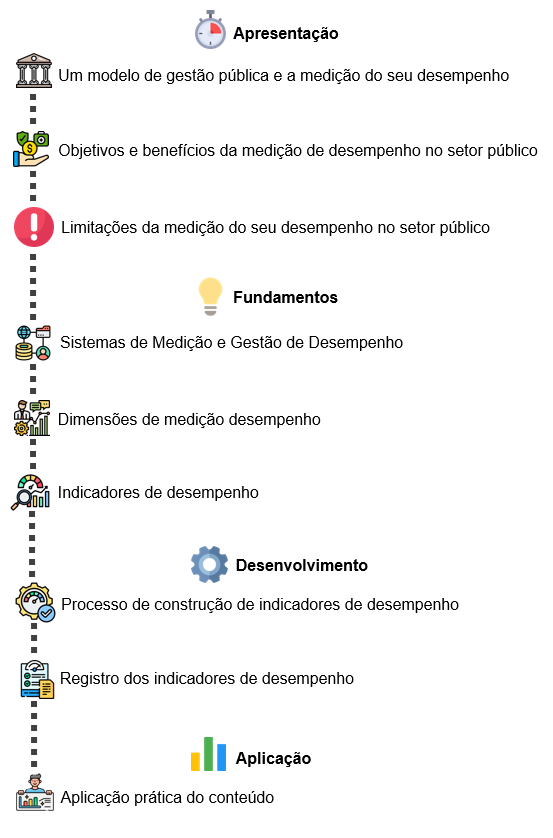 Apresentação
Um modelo de gestão pública e a medição do seu desempenho
Objetivos e benefícios da medição de desempenho no setor público
Limitações da medição do seu desempenho no setor público
Fundamentos
Sistemas de Medição e Gestão de Desempenho
Dimensões de medição desempenho
Indicadores de desempenho
Desenvolvimento
Processo de construção de indicadores de desempenho
Registro dos indicadores de desempenho
Aplicação
Aplicação prática do conteúdo